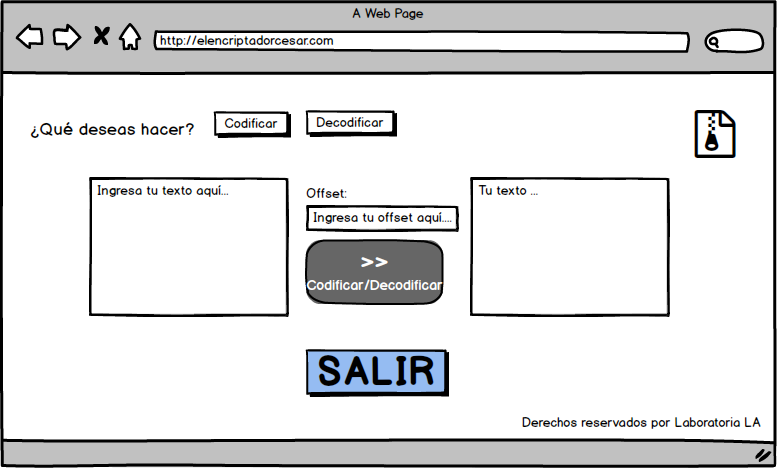 A Web Page
http://elencriptadorcesar.com
¿Qué deseas hacer?
Codificar
Decodificar
Ingresa tu texto aquí...
Offset:
Ingresa tu offset aquí....
>>
Codificar/Decodificar
Tu texto ...
SALIR
Derechos reservados por Laboratoria LA